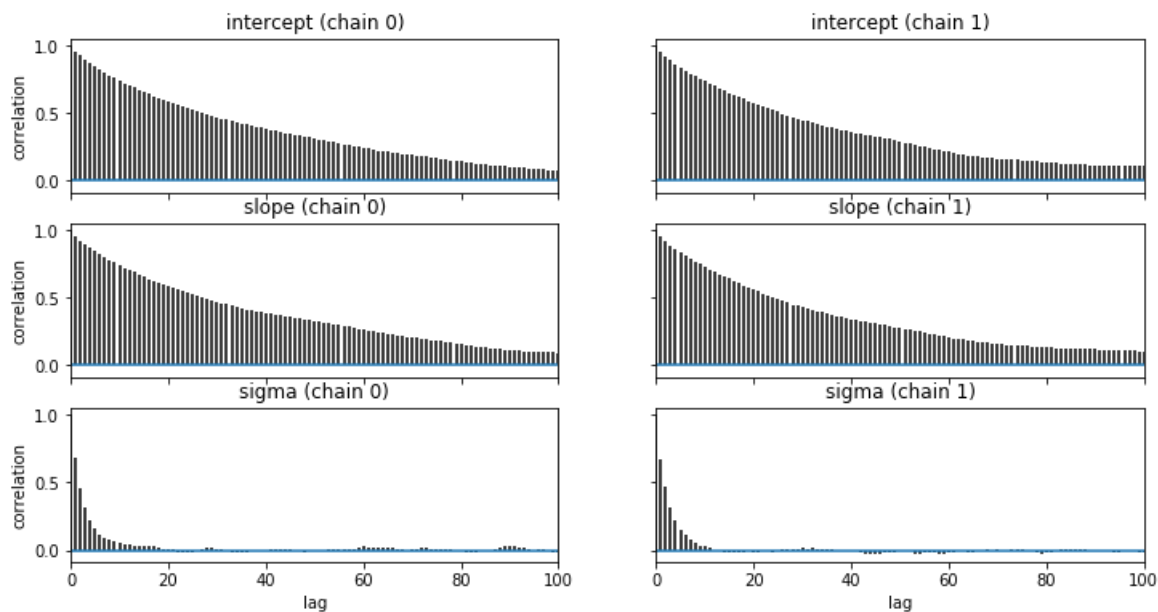 intercept (chain 0)
intercept (chain 1)
1.0
0.5
0.0
correlation
slope (chain 0)
slope (chain 1)
1.0
0.5
0.0
correlation
sigma (chain 0)
sigma (chain 1)
1.0
0.5
0.0
correlation
0 20 40 60 80 100
0 20 40 60 80 100
lag
lag